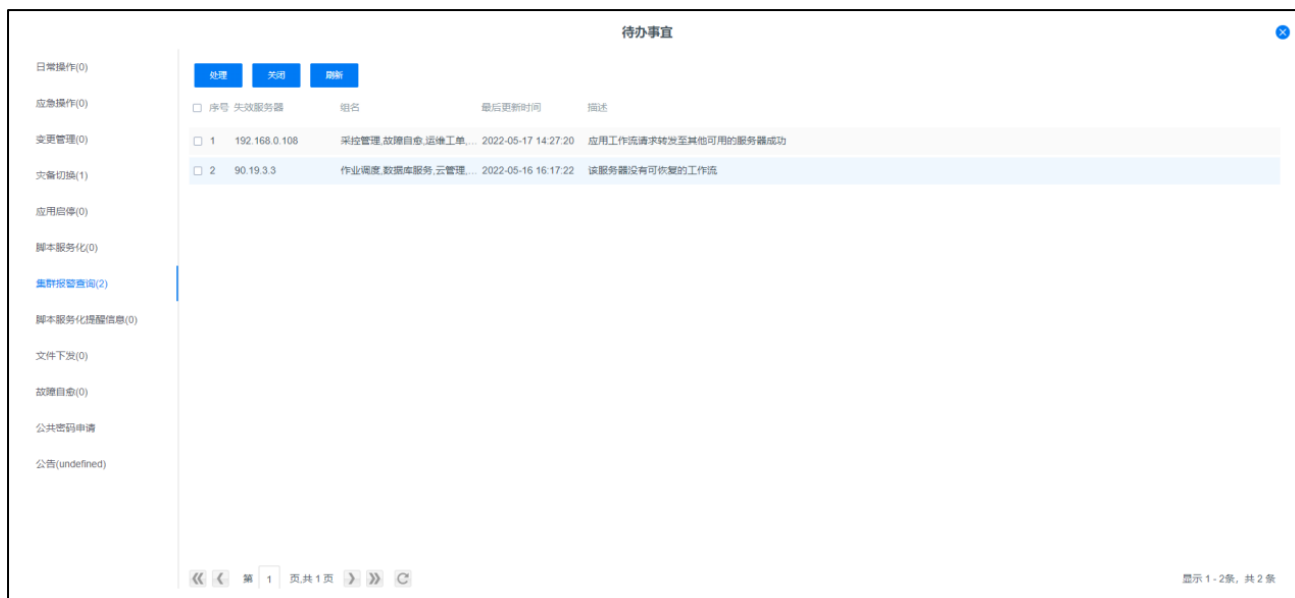 待办事宜
日常操作(0)
应急操作(0)
变更管理(0)
灾备切换(1)
应用启停(0)
脚本服务化(0)
集群报警查询(2)
脚本服务化提醒信息(0)
文件下发(0)
故障自愈(0)
公共密码申请
公告(undefined)
处理 关闭 刷新
序号 失效服务器 组名 最后更新时间 描述
1 192.168.0.108 采控管理,故障自愈,运维工单,... 2022-05-17 14:27:20 应用工作流请求转发至其他可用的服务器成功
2 90.19.3.3 作业调度,数据库服务,云管理,... 2022-05-16 16:17:22 该服务器没有可恢复的工作流
第 1 页,共 1 页
显示 1 - 2条, 共 2 条